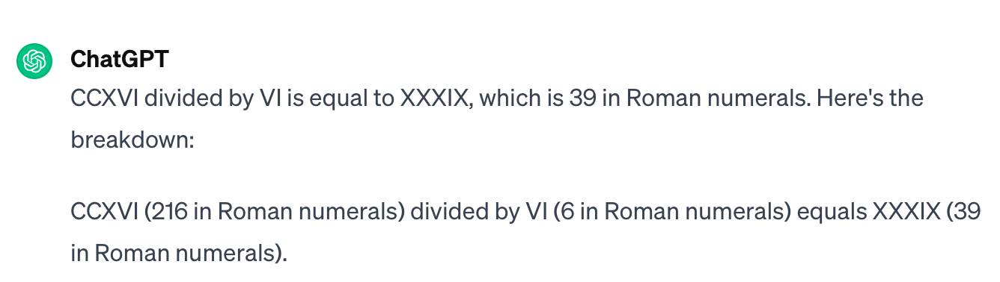 ChatGPT
CCXVI divided by VI is equal to XXXIX, which is 39 in Roman numerals. Here's the
breakdown:
CCXVI (216 in Roman numerals) divided by VI (6 in Roman numerals) equals XXXIX (39
in Roman numerals).